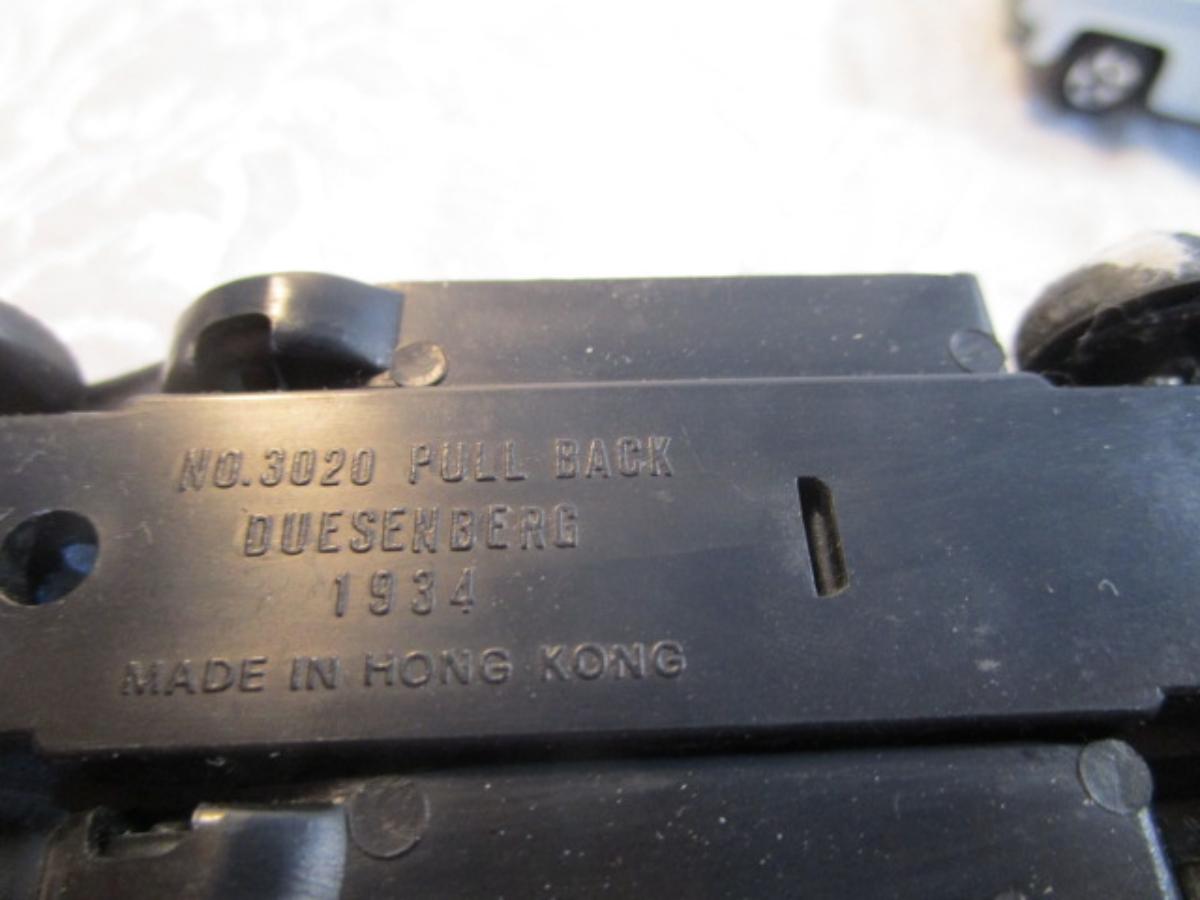 NO.3020 PULL BACK
DUESENBERG
1934
MADE IN HONG KONG